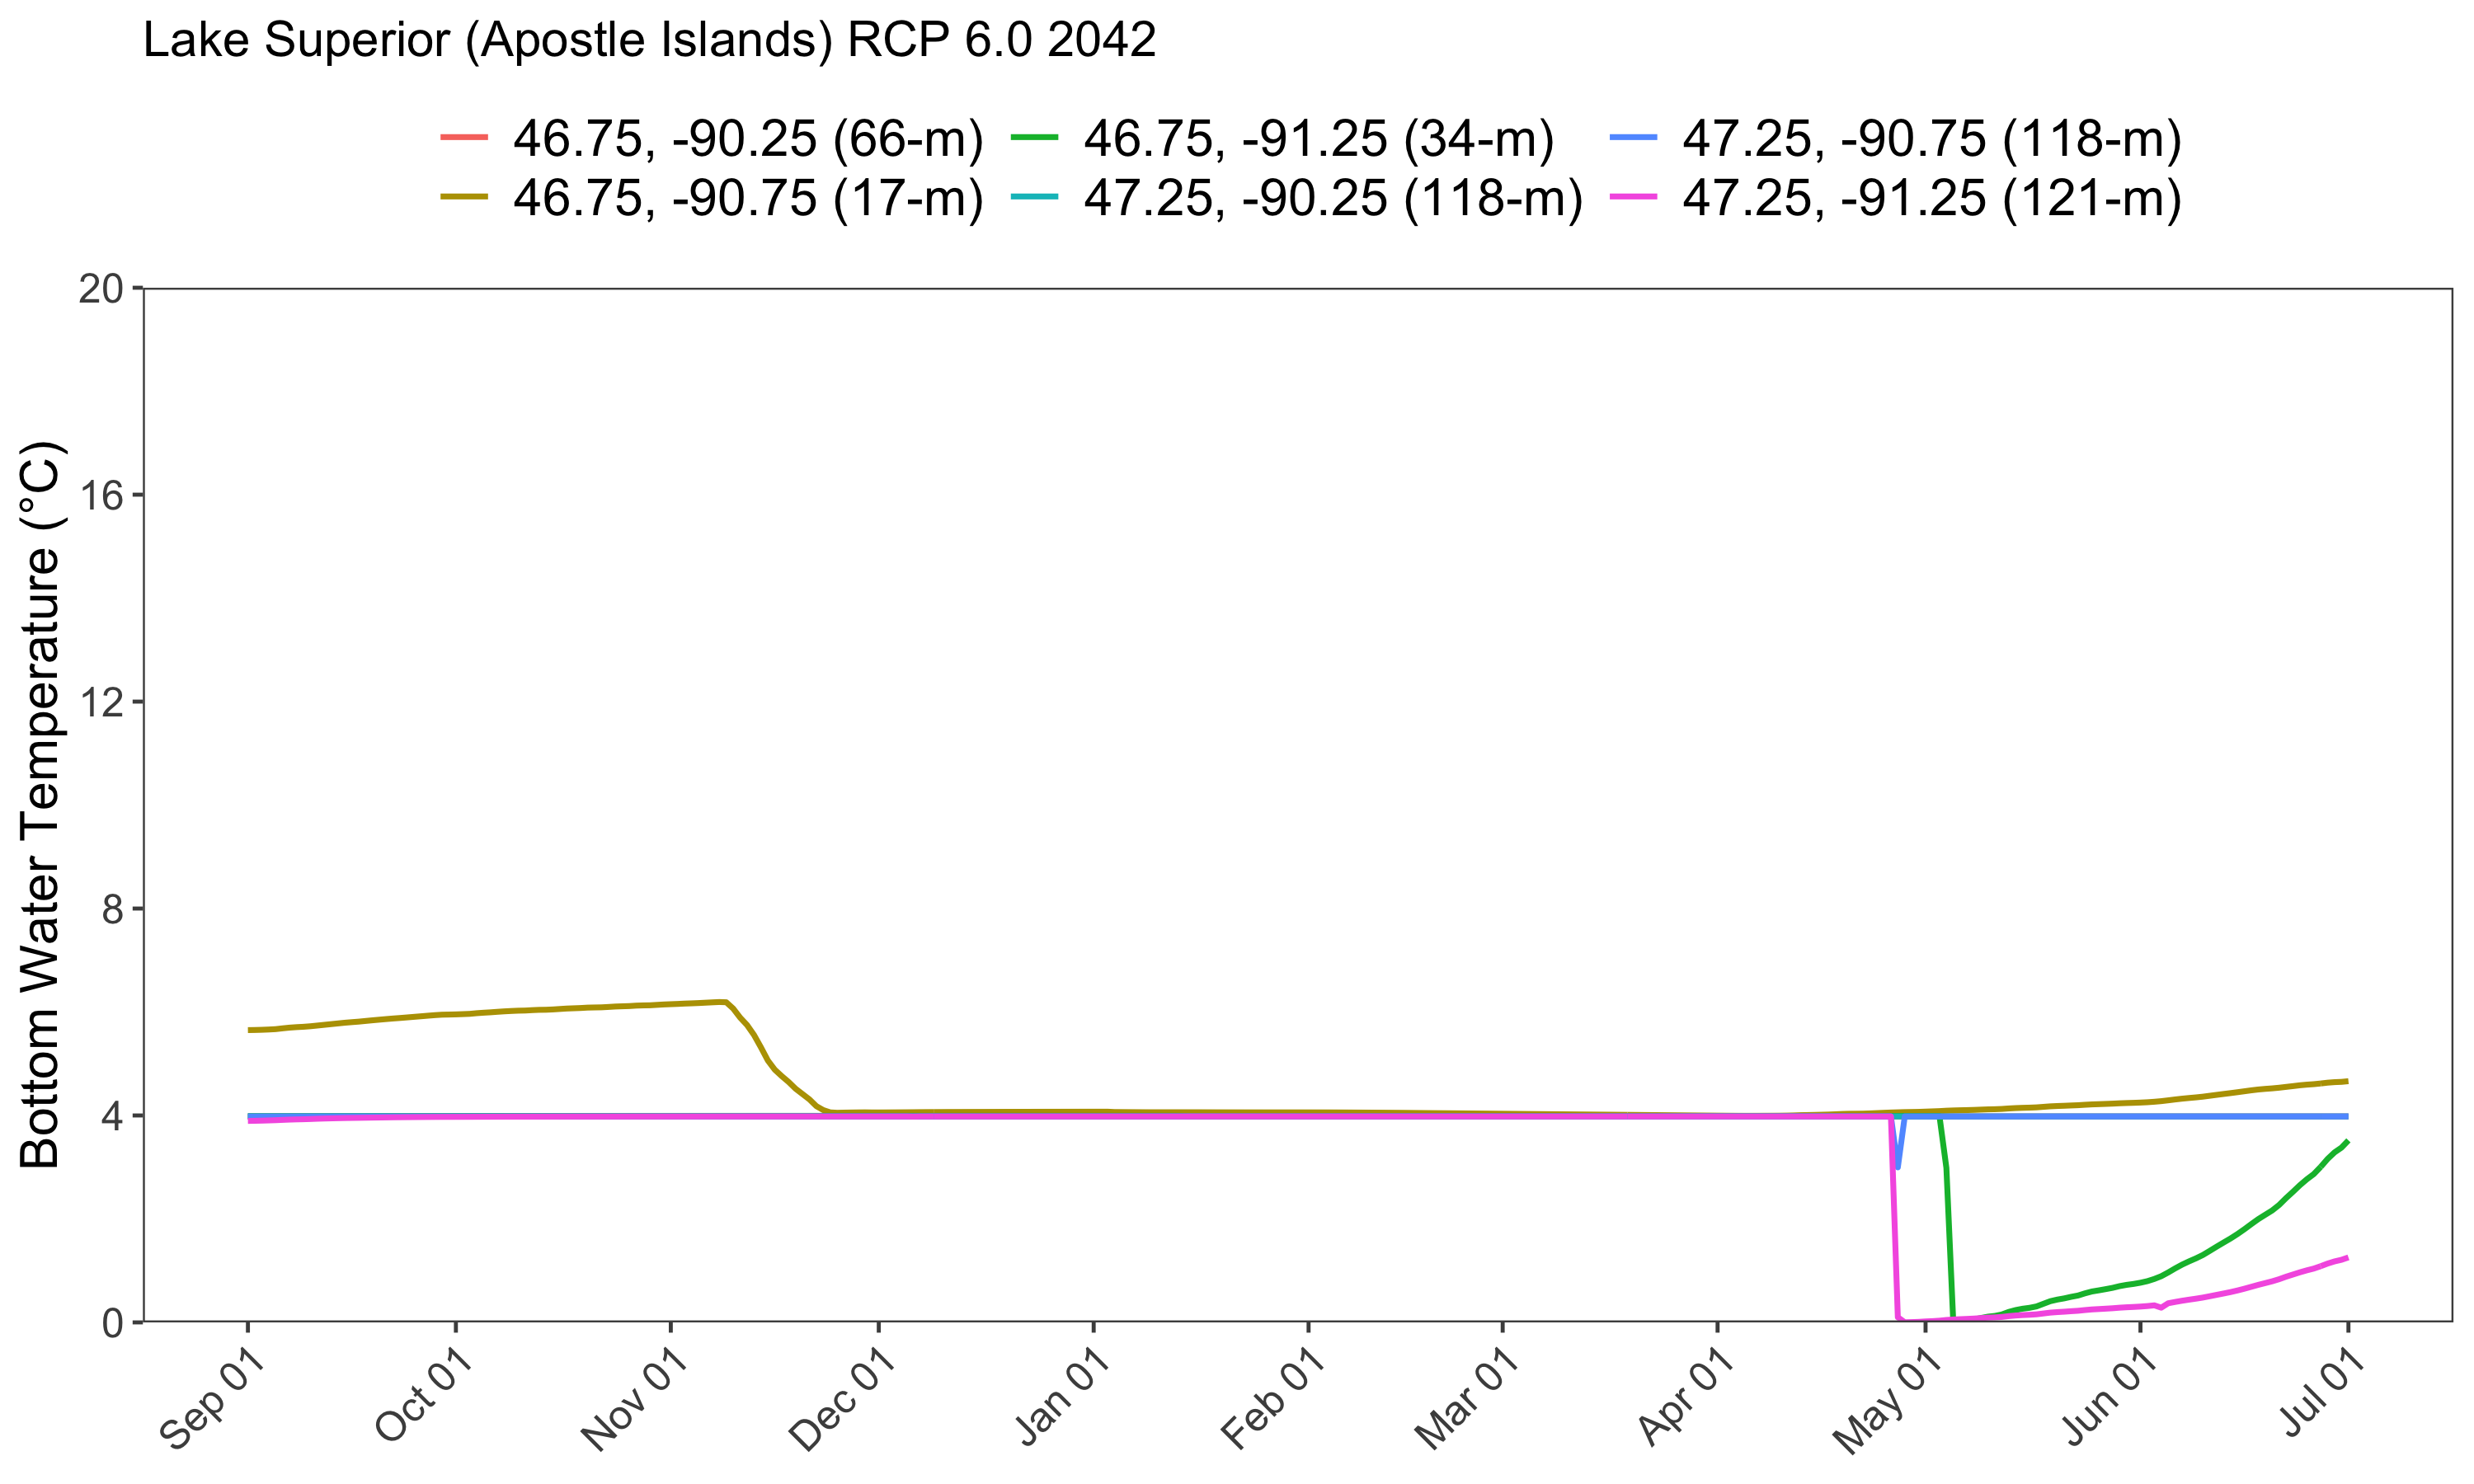 Lake Superior (Apostle Islands) RCP 6.0 2042
46.75, -90.25 (66-m) 46.75, -91.25 (34-m) 47.25, -90.75 (118-m)
46.75, -90.75 (17-m) 47.25, -90.25 (118-m) 47.25, -91.25 (121-m)
Bottom Water Temperature (°C)
20
16
12
8
4
0
Sep 01 Oct 01 Nov 01 Dec 01 Jan 01 Feb 01 Mar 01 Apr 01 May 01 Jun 01 Jul 01